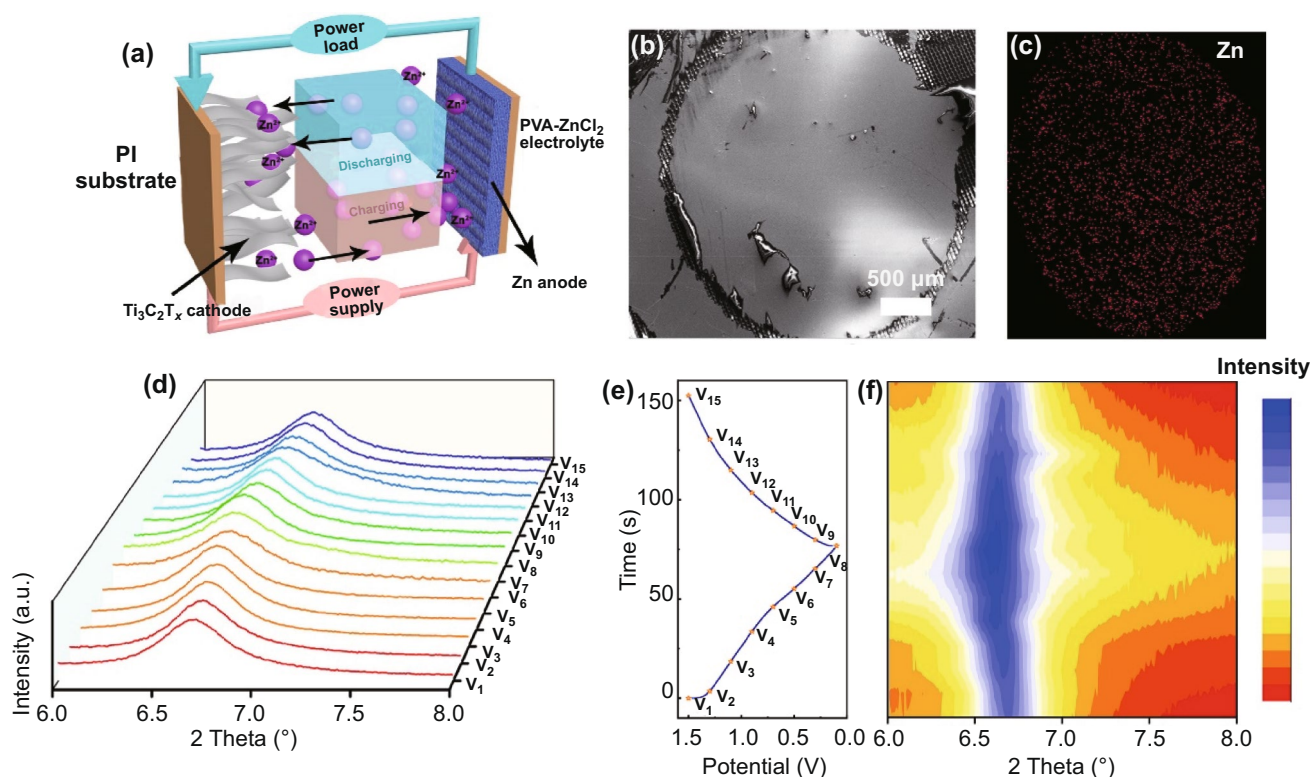 (a)
Power
load
Zn²⁺
Zn²⁺
PVA-ZnCl₂
electrolyte
PI
substrate
Zn²⁺
Discharging
Zn²⁺
Charging
Zn²⁺
Zn²⁺
Zn²⁺
Power
supply
Zn anode
Ti₃C₂Tₓ cathode
(b)
500 µm
(c)
Zn
(d)
Intensity (a.u.)
V₁₅
V₁₄
V₁₃
V₁₂
V₁₁
V₁₀
V₉
V₈
V₇
V₆
V₅
V₄
V₃
V₂
V₁
6.0 6.5 7.0 7.5 8.0
2 Theta (°)
(e)
Time (s)
150
100
50
0
V₁₅
V₁₄
V₁₃
V₁₂
V₁₁
V₁₀
V₉
V₈
V₇
V₆
V₅
V₄
V₃
V₂
V₁
1.5 1.0 0.5 0.0
Potential (V)
(f)
Intensity
6.0 6.5 7.0 7.5 8.0
2 Theta (°)